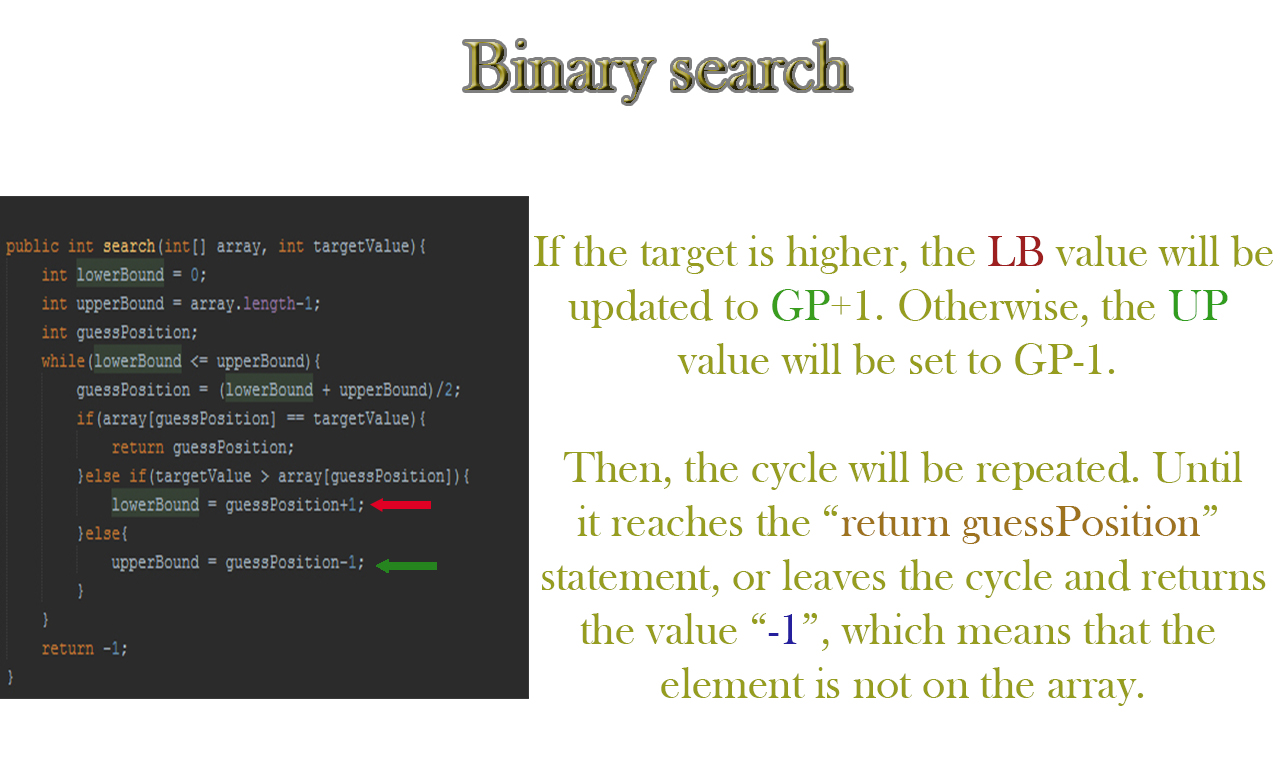 Binary search
public int search(int[] array, int targetValue){
int lowerBound = 0;
int upperBound = array.length-1;
int guessPosition;
while(lowerBound <= upperBound){
guessPosition = (lowerBound + upperBound)/2;
if(array[guessPosition] == targetValue){
return guessPosition;
}else if(targetValue > array[guessPosition]){
lowerBound = guessPosition+1;
}else{
upperBound = guessPosition-1;
}
}
return -1;
}
If the target is higher, the LB value will be
updated to GP+1. Otherwise, the UP
value will be set to GP-1.
Then, the cycle will be repeated. Until
it reaches the “return guessPosition”
statement, or leaves the cycle and returns
the value “-1”, which means that the
element is not on the array.